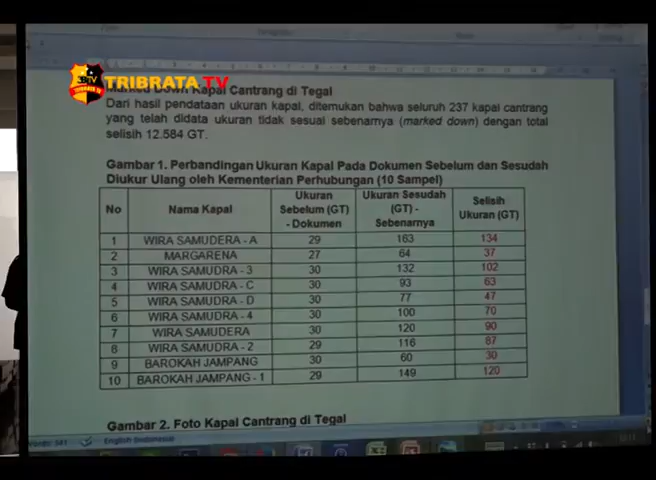 TRIBRATA TV
Marked Down Kapal Cantrang di Tegal
Dari hasil pendataan ukuran kapal, ditemukan bahwa seluruh 237 kapal cantrang
yang telah didata ukuran tidak sesuai sebenarnya (marked down) dengan total
selisih 12.584 GT.
Gambar 1. Perbandingan Ukuran Kapal Pada Dokumen Sebelum dan Sesudah
Diukur Ulang oleh Kementerian Perhubungan (10 Sampel)
No Nama Kapal Ukuran Sebelum (GT) - Dokumen Ukuran Sesudah (GT) - Sebenarnya Selisih Ukuran (GT)
1 WIRA SAMUDERA - A 29 163 134
2 MARGARENA 27 64 37
3 WIRA SAMUDRA - 3 30 132 102
4 WIRA SAMUDRA - C 30 93 63
5 WIRA SAMUDRA - D 30 77 47
6 WIRA SAMUDRA - 4 30 100 70
7 WIRA SAMUDERA 30 120 90
8 WIRA SAMUDRA - 2 29 116 87
9 BAROKAH JAMPANG 30 60 30
10 BAROKAH JAMPANG - 1 29 149 120
Gambar 2. Foto Kapal Cantrang di Tegal
Words: 341 English (Indonesia)